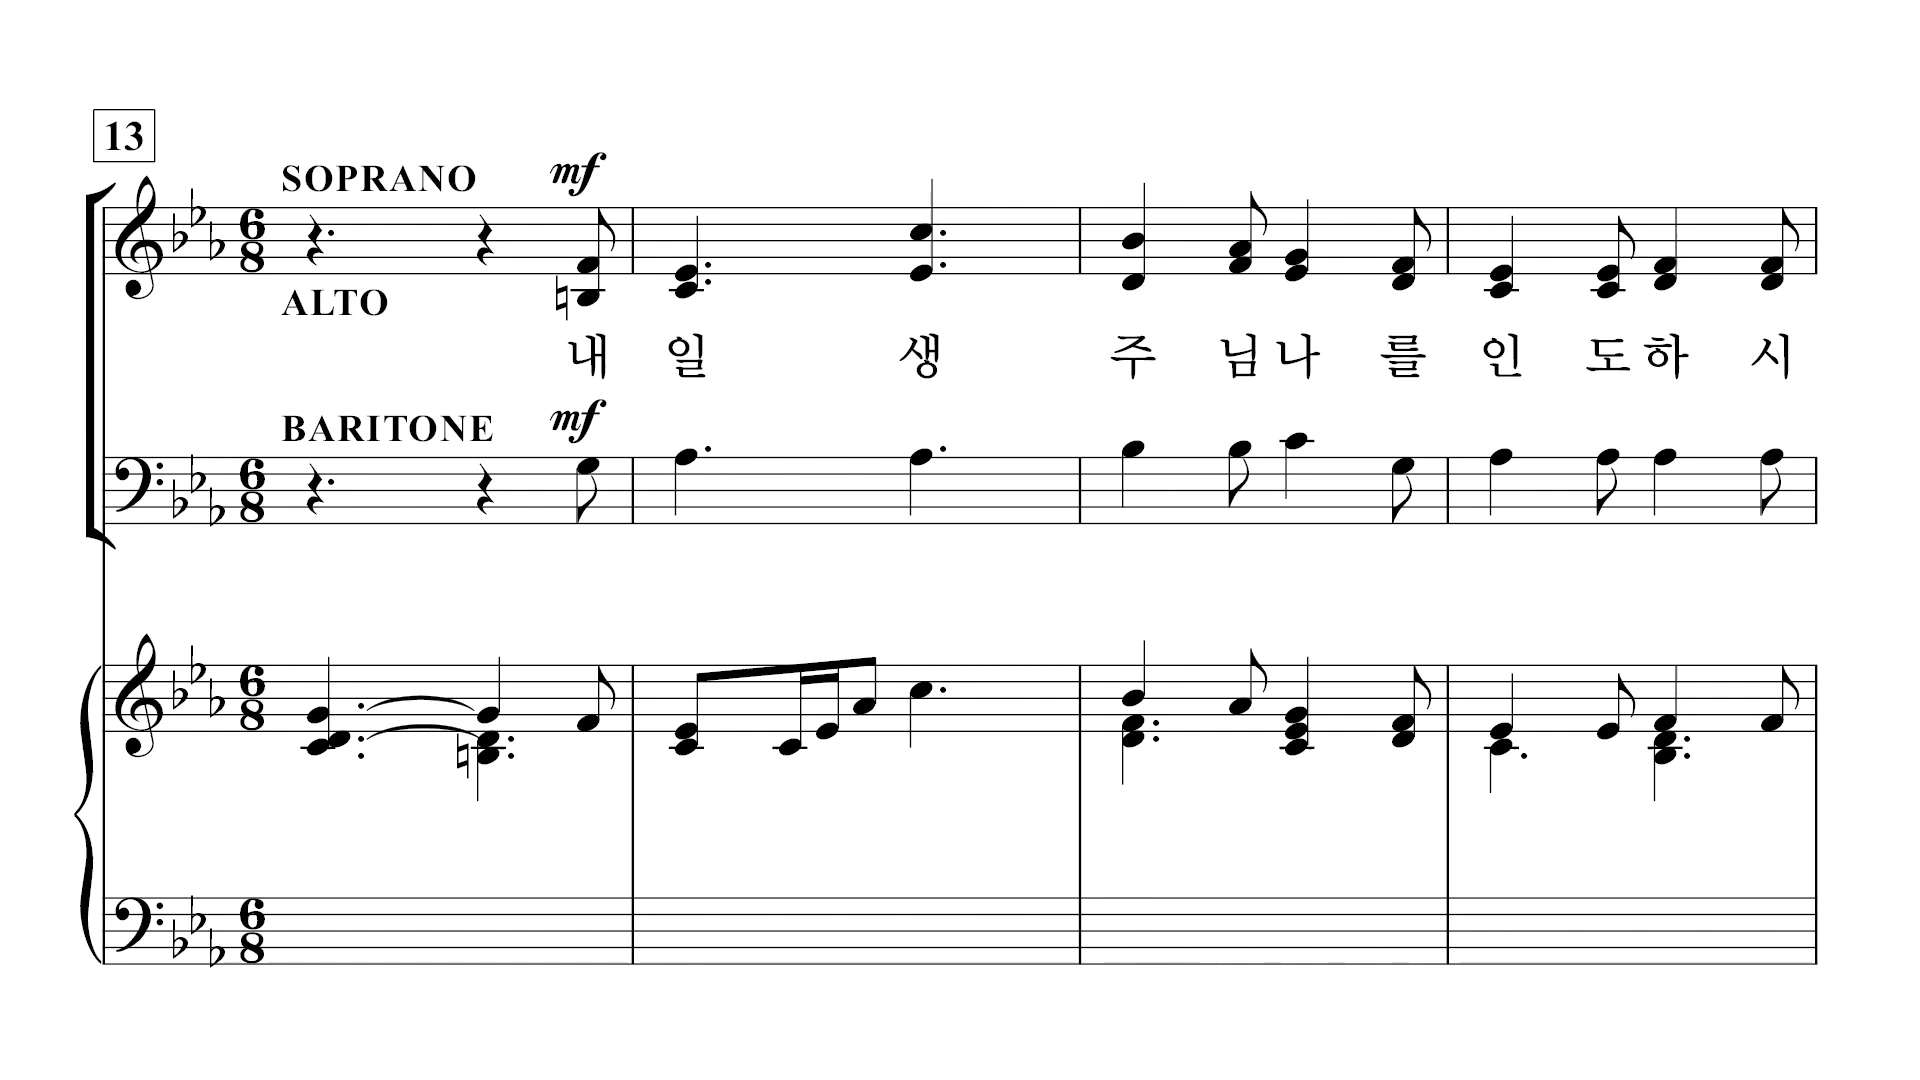 13
SOPRANO mf
ALTO
내 일 생 주 님 나 를 인 도 하 시
BARITONE mf